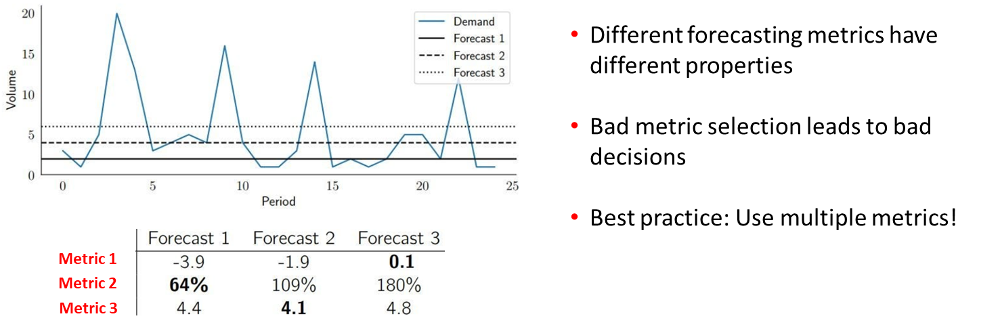 20
15
10
5
0
Volume
0 5 10 15 20 25
Period
Demand
Forecast 1
Forecast 2
Forecast 3
Forecast 1 Forecast 2 Forecast 3
Metric 1 -3.9 -1.9 0.1
Metric 2 64% 109% 180%
Metric 3 4.4 4.1 4.8
• Different forecasting metrics have
different properties
• Bad metric selection leads to bad
decisions
• Best practice: Use multiple metrics!